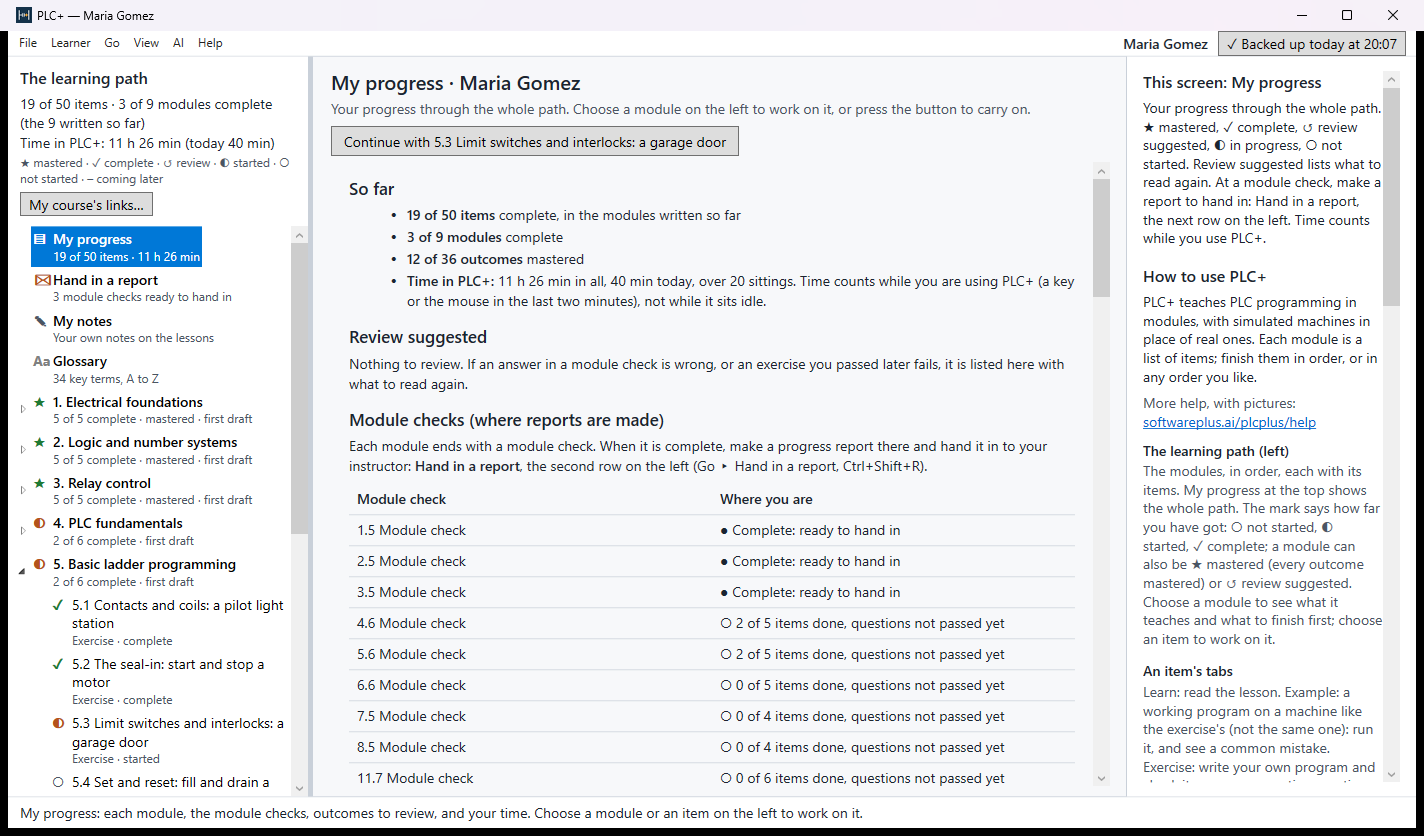 PLC+ — Maria Gomez
File Learner Go View AI Help
Maria Gomez
✓ Backed up today at 20:07
The learning path
19 of 50 items · 3 of 9 modules complete
(the 9 written so far)
Time in PLC+: 11 h 26 min (today 40 min)
★ mastered · ✓ complete · ↺ review · ◐ started · ○
not started · – coming later
My course's links...
My progress
19 of 50 items · 11 h 26 min
Hand in a report
3 module checks ready to hand in
My notes
Your own notes on the lessons
Aa Glossary
34 key terms, A to Z
★ 1. Electrical foundations
5 of 5 complete · mastered · first draft
★ 2. Logic and number systems
5 of 5 complete · mastered · first draft
★ 3. Relay control
5 of 5 complete · mastered · first draft
◐ 4. PLC fundamentals
2 of 6 complete · first draft
◐ 5. Basic ladder programming
2 of 6 complete · first draft
✓ 5.1 Contacts and coils: a pilot light
station
Exercise · complete
✓ 5.2 The seal-in: start and stop a
motor
Exercise · complete
◐ 5.3 Limit switches and interlocks: a
garage door
Exercise · started
○ 5.4 Set and reset: fill and drain a
My progress · Maria Gomez
Your progress through the whole path. Choose a module on the left to work on it, or press the button to carry on.
Continue with 5.3 Limit switches and interlocks: a garage door
So far
• 19 of 50 items complete, in the modules written so far
• 3 of 9 modules complete
• 12 of 36 outcomes mastered
• Time in PLC+: 11 h 26 min in all, 40 min today, over 20 sittings. Time counts while you are using PLC+ (a key
or the mouse in the last two minutes), not while it sits idle.
Review suggested
Nothing to review. If an answer in a module check is wrong, or an exercise you passed later fails, it is listed here with
what to read again.
Module checks (where reports are made)
Each module ends with a module check. When it is complete, make a progress report there and hand it in to your
instructor: Hand in a report, the second row on the left (Go ‣ Hand in a report, Ctrl+Shift+R).
Module check Where you are
1.5 Module check ● Complete: ready to hand in
2.5 Module check ● Complete: ready to hand in
3.5 Module check ● Complete: ready to hand in
4.6 Module check ○ 2 of 5 items done, questions not passed yet
5.6 Module check ○ 2 of 5 items done, questions not passed yet
6.6 Module check ○ 0 of 5 items done, questions not passed yet
7.5 Module check ○ 0 of 4 items done, questions not passed yet
8.5 Module check ○ 0 of 4 items done, questions not passed yet
11.7 Module check ○ 0 of 6 items done, questions not passed yet
This screen: My progress
Your progress through the whole path.
★ mastered, ✓ complete, ↺ review
suggested, ◐ in progress, ○ not
started. Review suggested lists what to
read again. At a module check, make a
report to hand in: Hand in a report,
the next row on the left. Time counts
while you use PLC+.
How to use PLC+
PLC+ teaches PLC programming in
modules, with simulated machines in
place of real ones. Each module is a
list of items; finish them in order, or in
any order you like.
More help, with pictures:
softwareplus.ai/plcplus/help
The learning path (left)
The modules, in order, each with its
items. My progress at the top shows
the whole path. The mark says how far
you have got: ○ not started, ◐
started, ✓ complete; a module can
also be ★ mastered (every outcome
mastered) or ↺ review suggested.
Choose a module to see what it
teaches and what to finish first; choose
an item to work on it.
An item's tabs
Learn: read the lesson. Example: a
working program on a machine like
the exercise's (not the same one): run
it, and see a common mistake.
Exercise: write your own program and
My progress: each module, the module checks, outcomes to review, and your time. Choose a module or an item on the left to work on it.